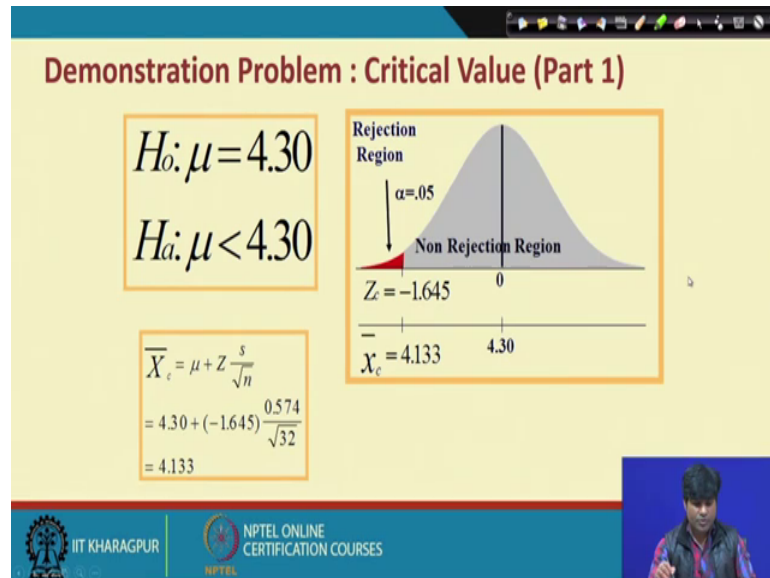 Demonstration Problem : Critical Value (Part 1)
Ho: μ = 4.30
Ha: μ < 4.30
Rejection
Region
α=.05
Non Rejection Region
Zc = −1.645
0
x̄c = 4.133
4.30
X̄c = μ + Z s/√n
= 4.30 + (−1.645) 0.574/√32
= 4.133
IIT KHARAGPUR
NPTEL
NPTEL ONLINE
CERTIFICATION COURSES